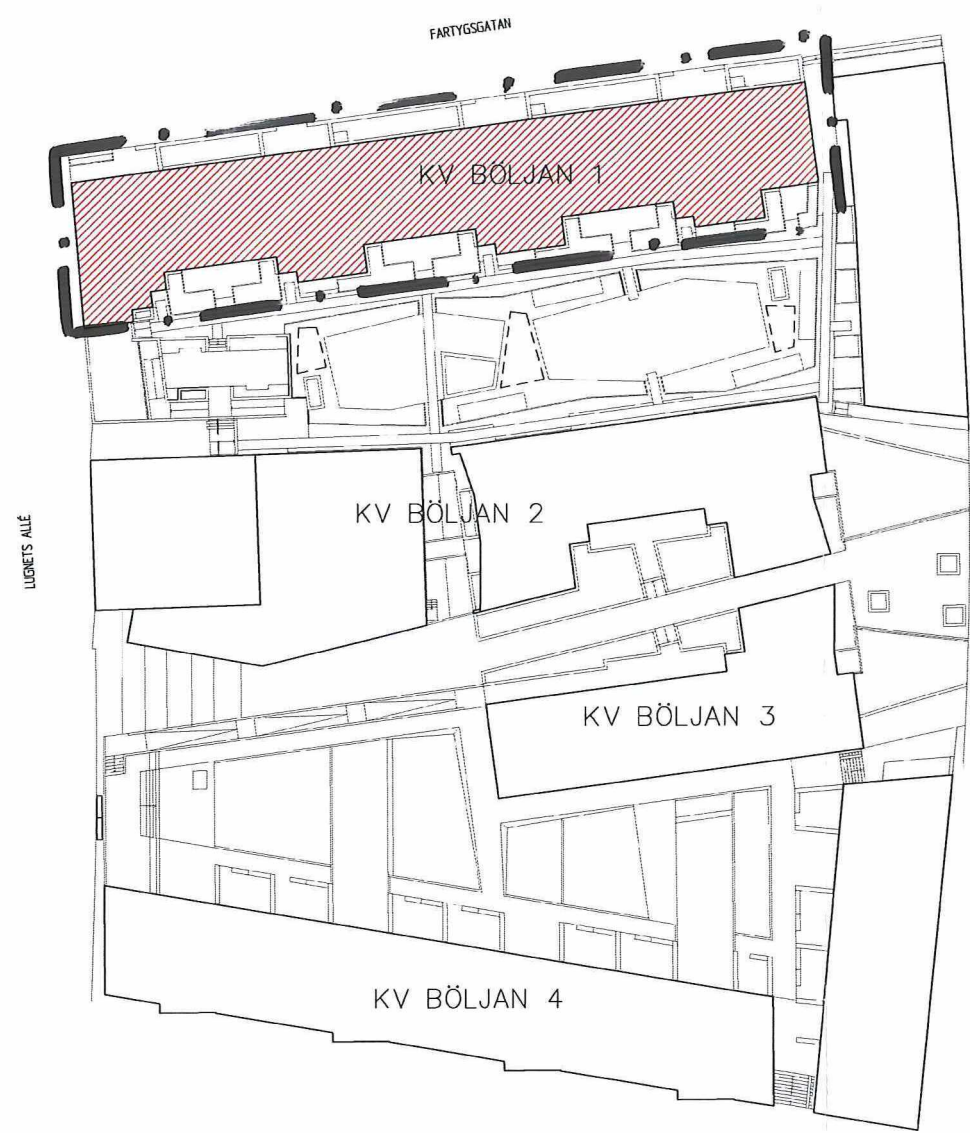 FARTYGSGATAN
KV BÖLJAN 1
KV BÖLJAN 2
LUGNETS ALLÉ
KV BÖLJAN 3
KV BÖLJAN 4